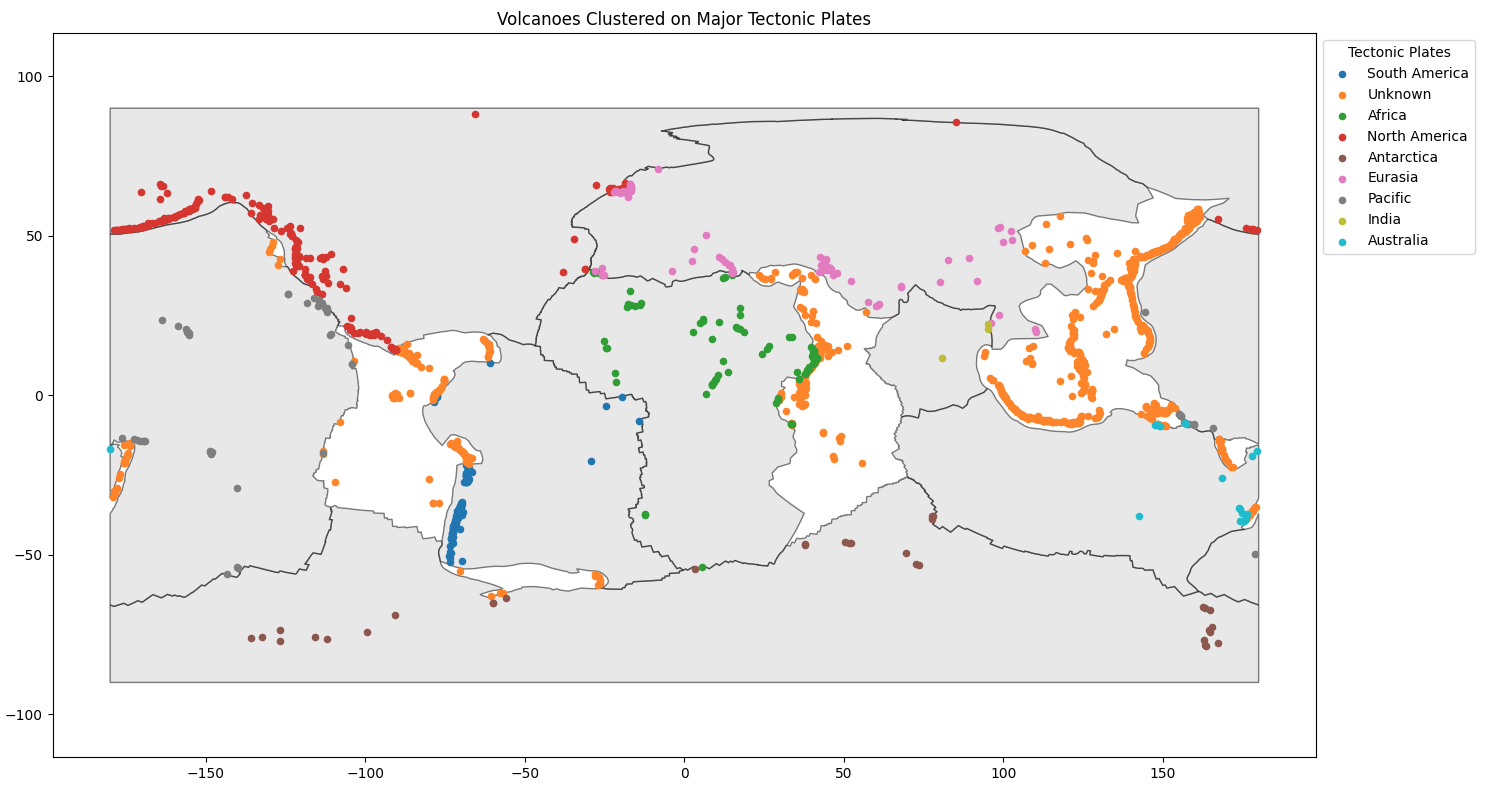 Volcanoes Clustered on Major Tectonic Plates
100
50
0
−50
−100
−150
−100
−50
0
50
100
150
Tectonic Plates
South America
Unknown
Africa
North America
Antarctica
Eurasia
Pacific
India
Australia